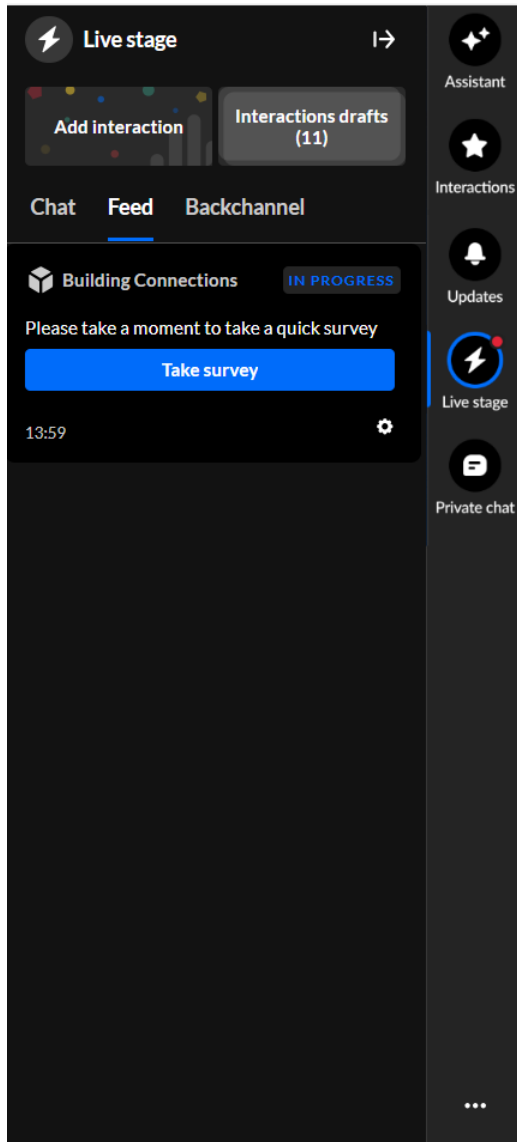 Live stage
Add interaction
Interactions drafts
(11)
Chat
Feed
Backchannel
Building Connections
IN PROGRESS
Please take a moment to take a quick survey
Take survey
13:59
Assistant
Interactions
Updates
Live stage
Private chat